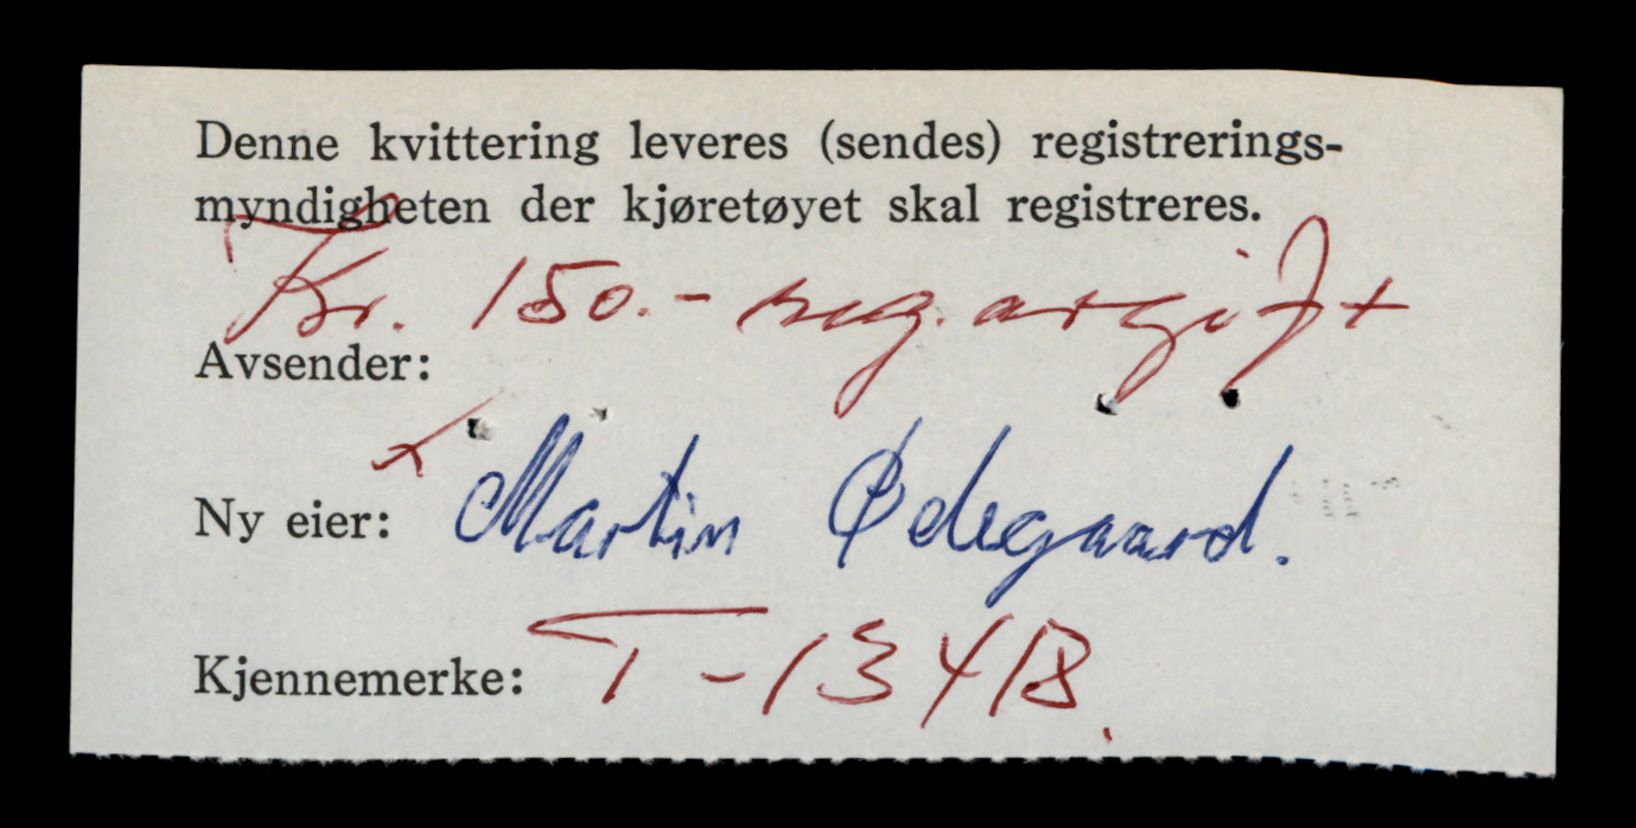 Denne kvittering leveres (sendes) registrerings-
myndigheten der kjøretøyet skal registreres.
Kr. 150.- reg. avgift
Avsender:
Ny eier: Martin Ødegaard.
Kjennemerke: T-13418.